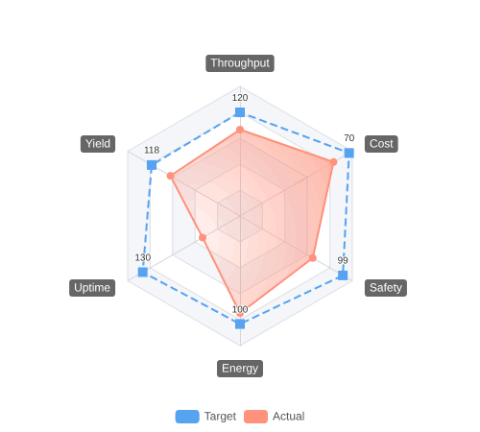 Throughput
120
Yield
118
70
Cost
130
99
Uptime
Safety
100
Energy
Target
Actual